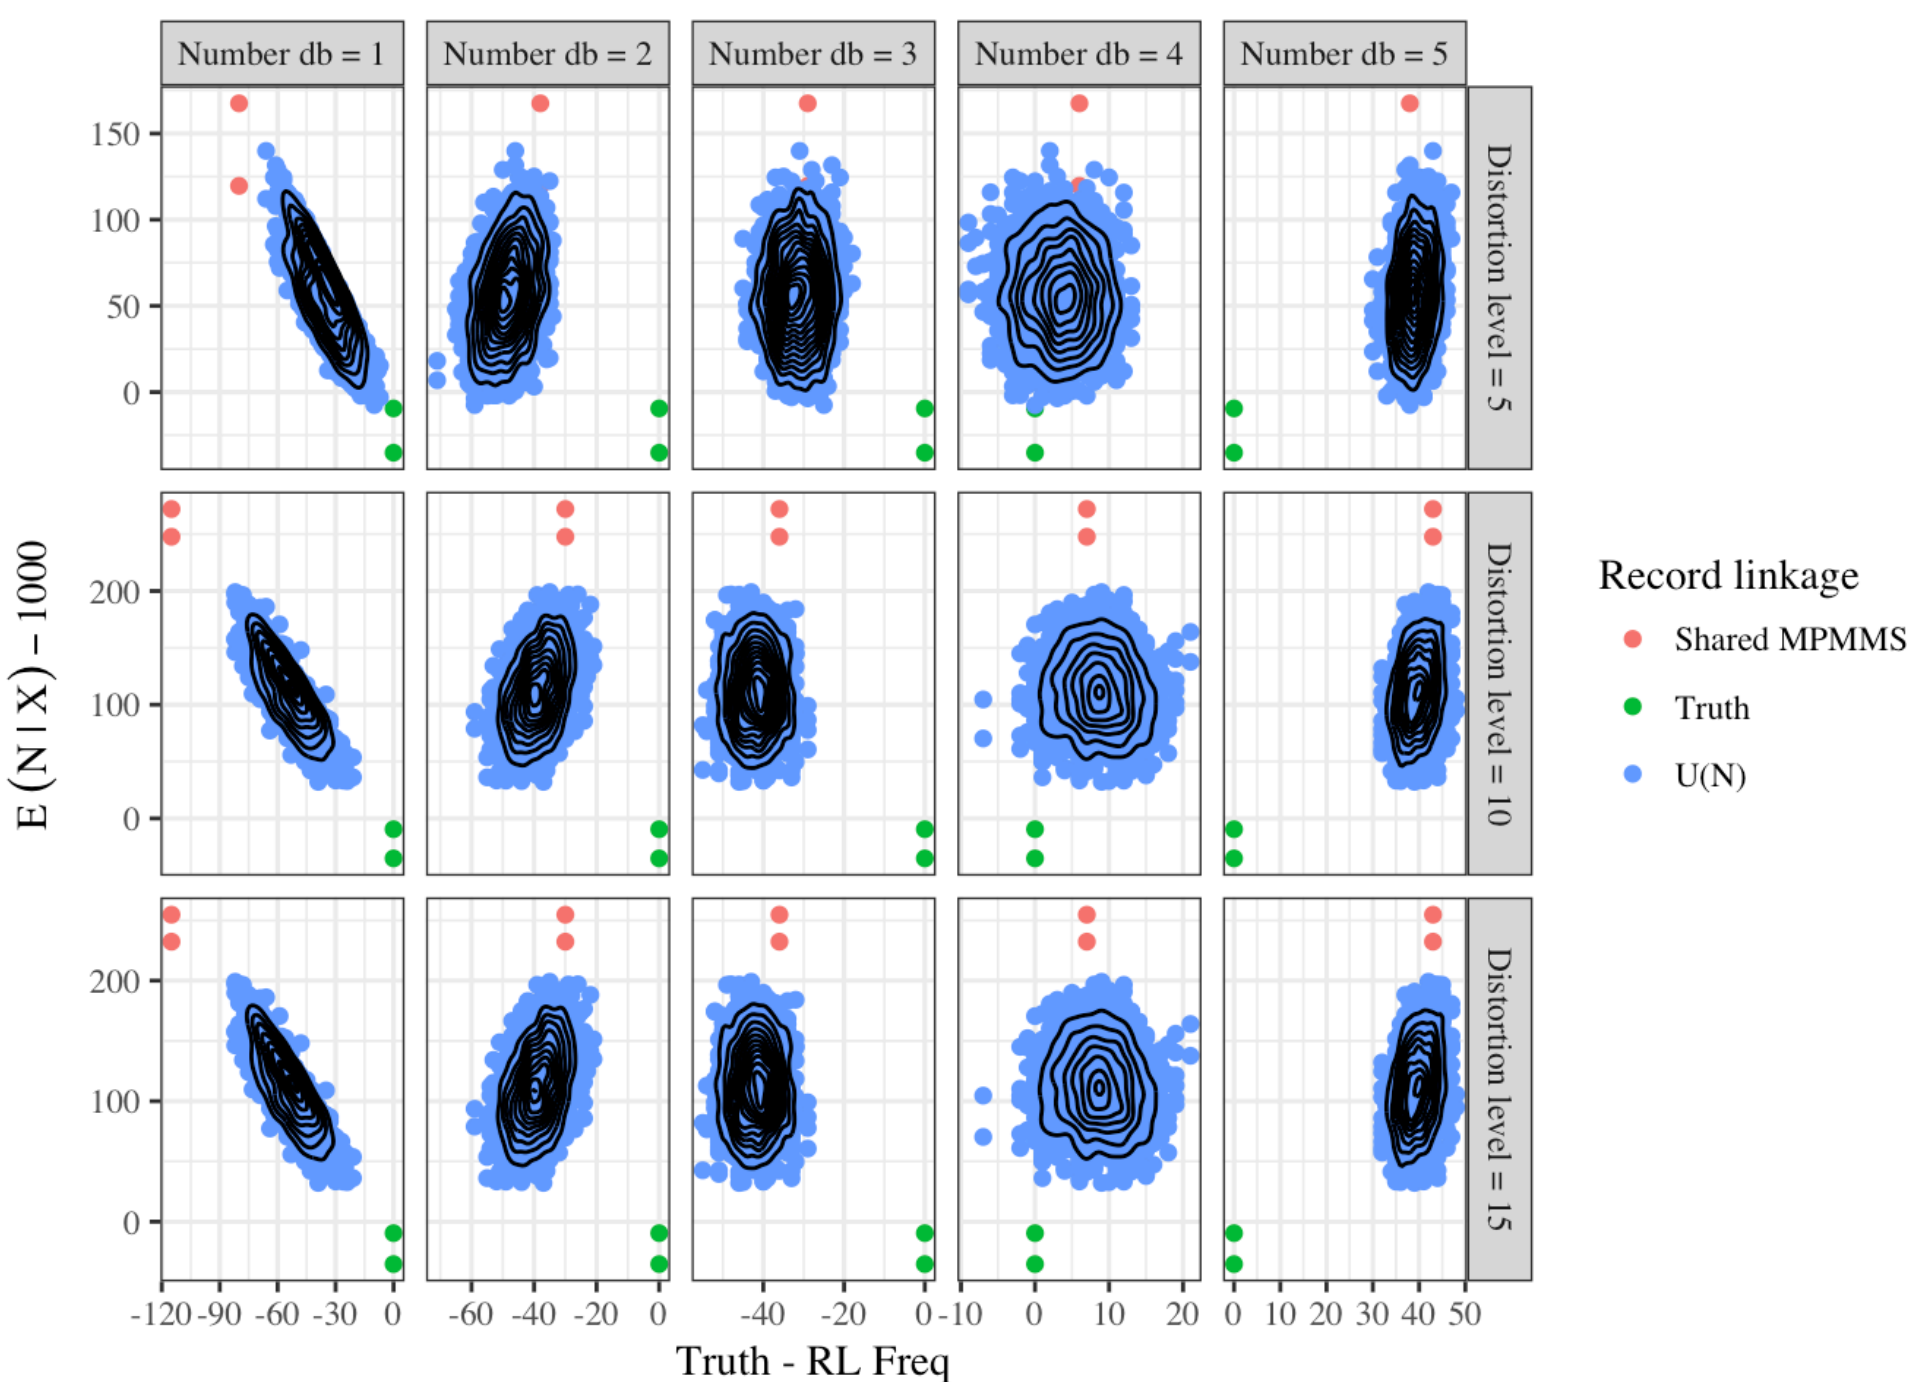 Number db = 1 Number db = 2 Number db = 3 Number db = 4 Number db = 5
150
100
50
0
Distortion level = 5
200
100
0
Distortion level = 10
200
100
0
Distortion level = 15
E (N | X) – 1000
-120 -90 -60 -30 0 -60 -40 -20 0 -40 -20 0 -10 0 10 20 0 10 20 30 40 50
Truth - RL Freq
Record linkage
Shared MPMMS
Truth
U(N)